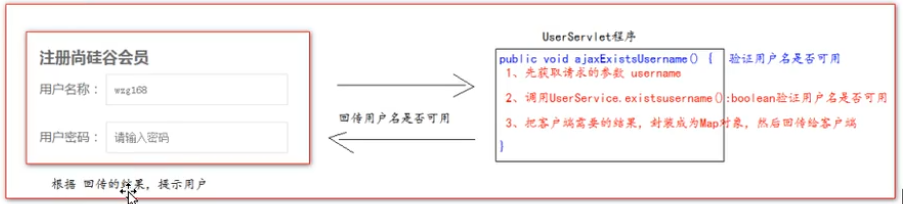 注册尚硅谷会员
用户名称： wzg168
用户密码： 请输入密码
根据 回传的结果，提示用户
回传用户名是否可用
UserServlet程序
public void ajaxExistsUsername() { 验证用户名是否可用
1、先获取请求的参数 username
2、调用UserService.existsusername():boolean验证用户名是否可用
3、把客户端需要的结果，封装成为Map对象，然后回传给客户端
}